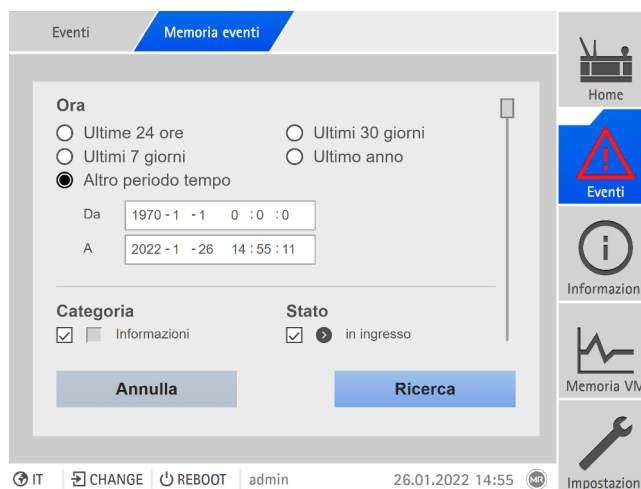 Eventi Memoria eventi
Home
Ora
Ultime 24 ore Ultimi 30 giorni
Ultimi 7 giorni Ultimo anno
Altro periodo tempo
Da 1970 - 1 - 1 0 : 0 : 0
A 2022 - 1 - 26 14 : 55 : 11
Eventi
Categoria Stato
Informazioni in ingresso
Annulla Ricerca
Informazion
Memoria VM
Impostazion
IT CHANGE REBOOT admin 26.01.2022 14:55 MR